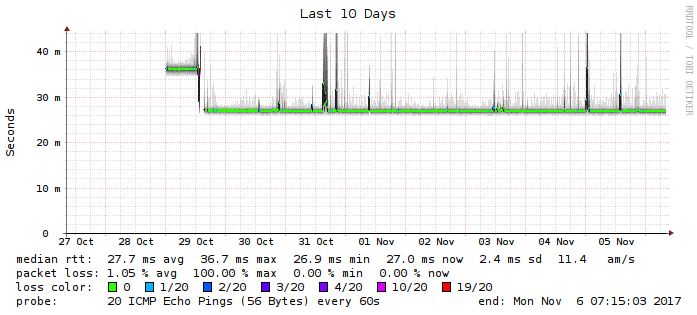 Last 10 Days
RRDTOOL / TOBI OETIKER
Seconds
40 m
30 m
20 m
10 m
0
27 Oct 28 Oct 29 Oct 30 Oct 31 Oct 01 Nov 02 Nov 03 Nov 04 Nov 05 Nov
median rtt: 27.7 ms avg 36.7 ms max 26.9 ms min 27.0 ms now 2.4 ms sd 11.4 am/s
packet loss: 1.05 % avg 100.00 % max 0.00 % min 0.00 % now
loss color: 0 1/20 2/20 3/20 4/20 10/20 19/20
probe: 20 ICMP Echo Pings (56 Bytes) every 60s end: Mon Nov 6 07:15:03 2017